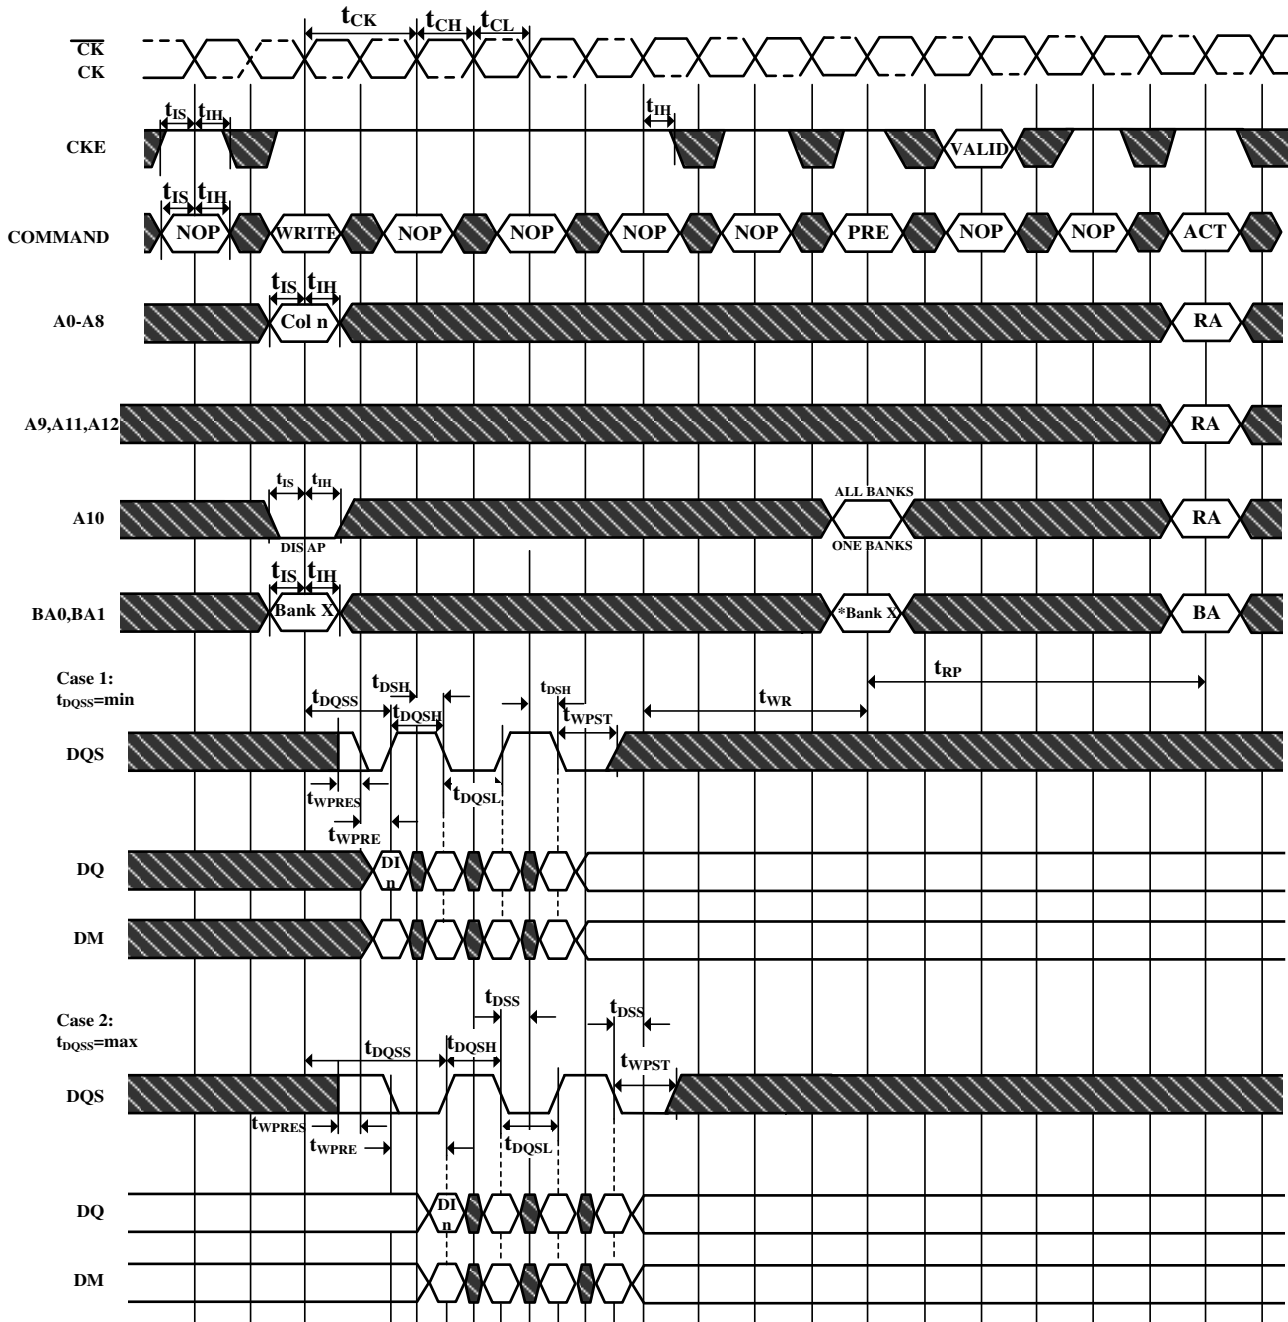 tCK tCH tCL
CK
CK
tIS tIH tIH
CKE VALID
tIS tIH
COMMAND NOP WRITE NOP NOP NOP NOP PRE NOP NOP ACT
tIS tIH
A0-A8 Col n RA
A9,A11,A12 RA
tIS tIH ALL BANKS
A10 RA
DIS AP ONE BANKS
tIS tIH
BA0,BA1 Bank X *Bank X BA
Case 1:
tDQSS=min
tDQSS tDSH tDQSH tDSH tWPST tWR tRP
DQS
tWPRES tDQSL
tWPRE
DQ DI
n
DM
Case 2:
tDQSS=max
tDSS tDSS
tDQSS tDQSH tWPST
DQS
tWPRES tWPRE tDQSL
DQ DI
n
DM